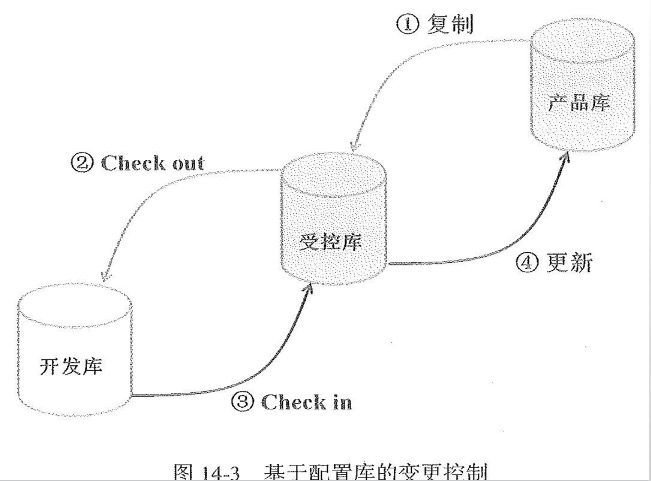 ① 复制
产品库
② Check out
受控库
④ 更新
开发库
③ Check in
图 14-3 基于配置库的变更控制